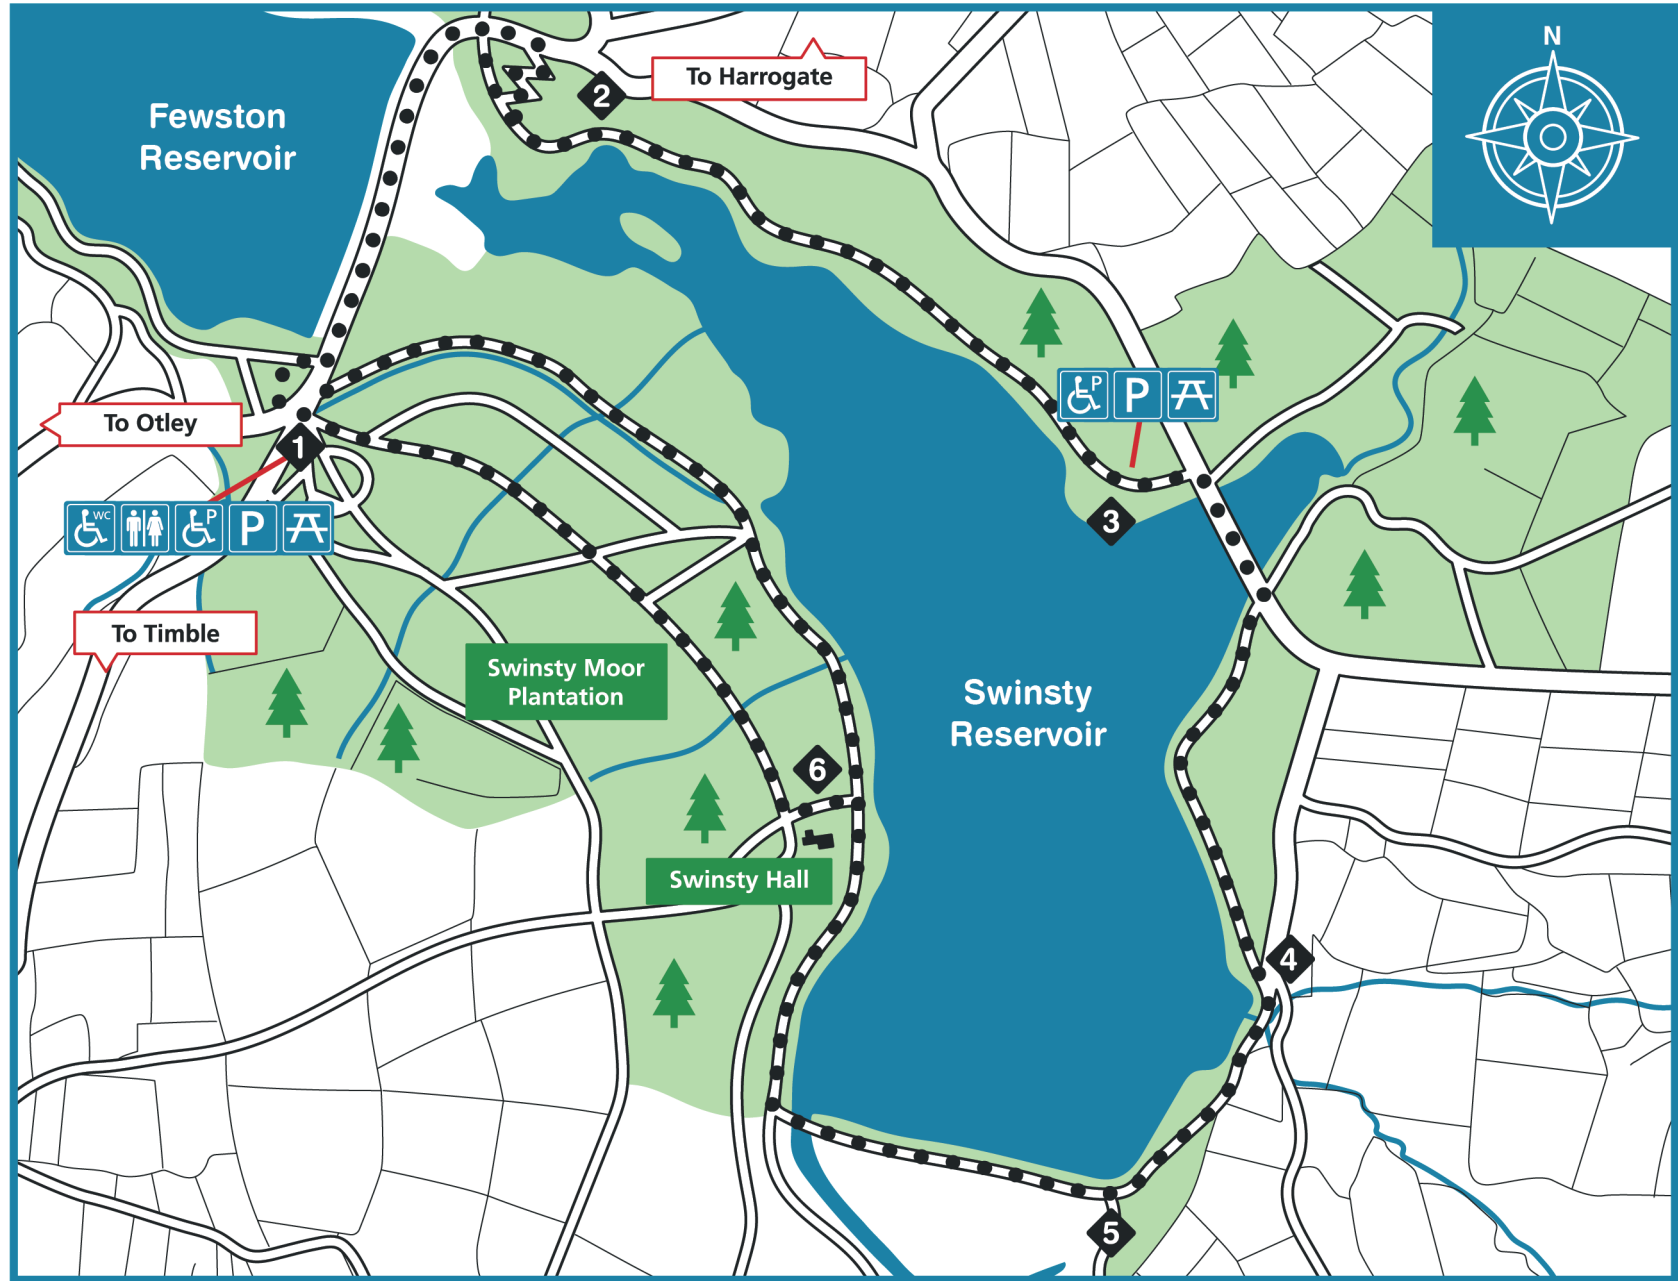 N
To Harrogate
Fewston
Reservoir
2
P
P
To Otley
1
3
WC
P
P
To Timble
Swinsty Moor
Plantation
Swinsty
Reservoir
6
Swinsty Hall
4
5